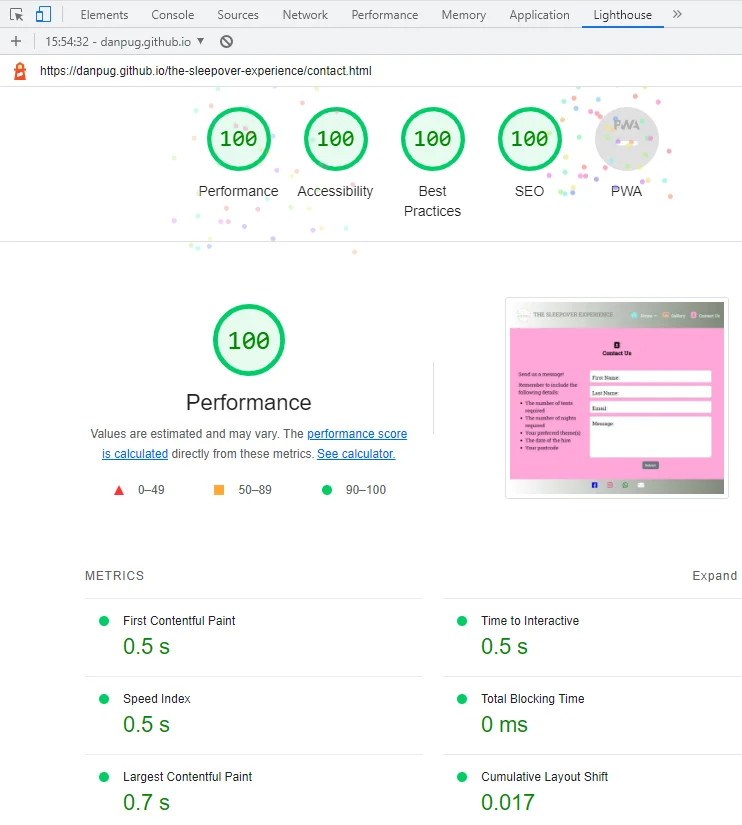 Elements Console Sources Network Performance Memory Application Lighthouse »
15:54:32 - danpug.github.io
https://danpug.github.io/the-sleepover-experience/contact.html
100 100 100 100 PWA
Performance Accessibility Best Practices SEO PWA
100
Performance
Values are estimated and may vary. The performance score
is calculated directly from these metrics. See calculator.
0–49 50–89 90–100
THE SLEEPOVER EXPERIENCE Home Gallery Contact Us
Contact Us
Send us a message!
Remember to include the
following details:
The number of tents
required
The number of nights
required
Your preferred theme(s)
The date of the hire
Your postcode
First Name
Last Name
Email
Message
METRICS Expand
First Contentful Paint Time to Interactive
0.5 s 0.5 s
Speed Index Total Blocking Time
0.5 s 0 ms
Largest Contentful Paint Cumulative Layout Shift
0.7 s 0.017